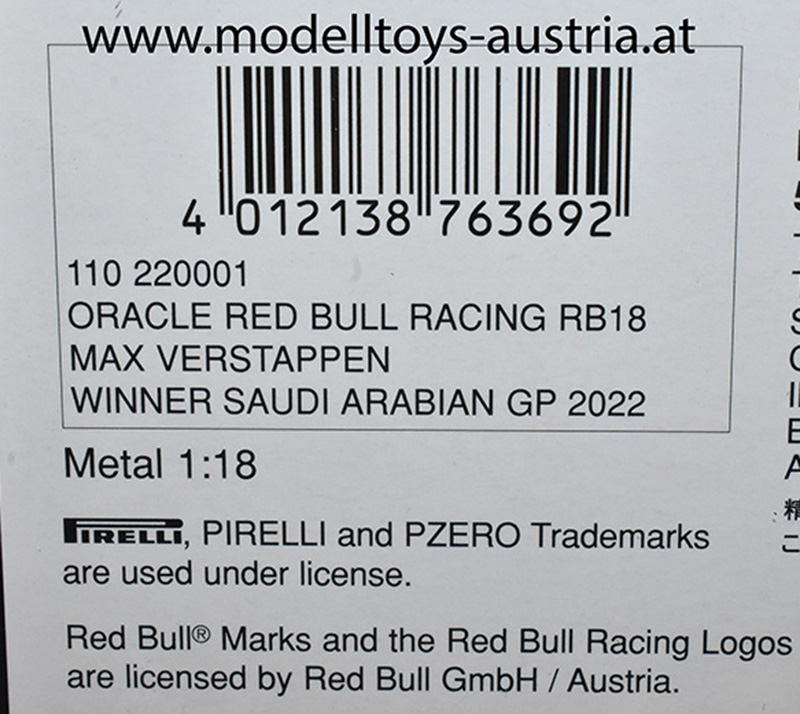 www.modelltoys-austria.at
4 012138 763692
110 220001
ORACLE RED BULL RACING RB18
MAX VERSTAPPEN
WINNER SAUDI ARABIAN GP 2022
Metal 1:18
PIRELLI, PIRELLI and PZERO Trademarks
are used under license.
Red Bull® Marks and the Red Bull Racing Logos
are licensed by Red Bull GmbH / Austria.